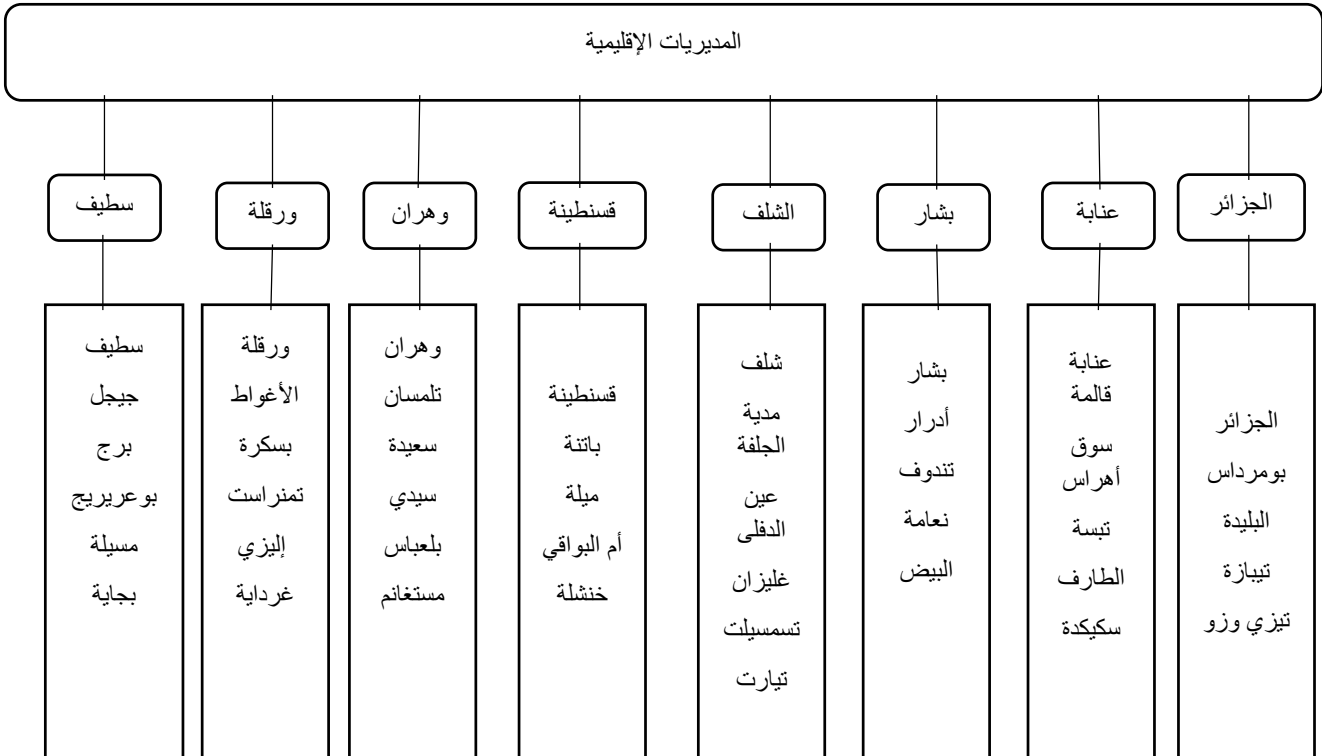 المديريات الإقليمية
الجزائر
عنابة
بشار
الشلف
قسنطينة
وهران
ورقلة
سطيف
الجزائر
بومرداس
البليدة
تيبازة
تيزي وزو
عنابة
قالمة
سوق
أهراس
تبسة
الطارف
سكيكدة
بشار
أدرار
تندوف
نعامة
البيض
شلف
مدية
الجلفة
عين
الدفلى
غليزان
تسمسيلت
تيارت
قسنطينة
باتنة
ميلة
أم البواقي
خنشلة
وهران
تلمسان
سعيدة
سيدي
بلعباس
مستغانم
ورقلة
الأغواط
بسكرة
تمنراست
إليزي
غرداية
سطيف
جيجل
برج
بوعريريج
مسيلة
بجاية